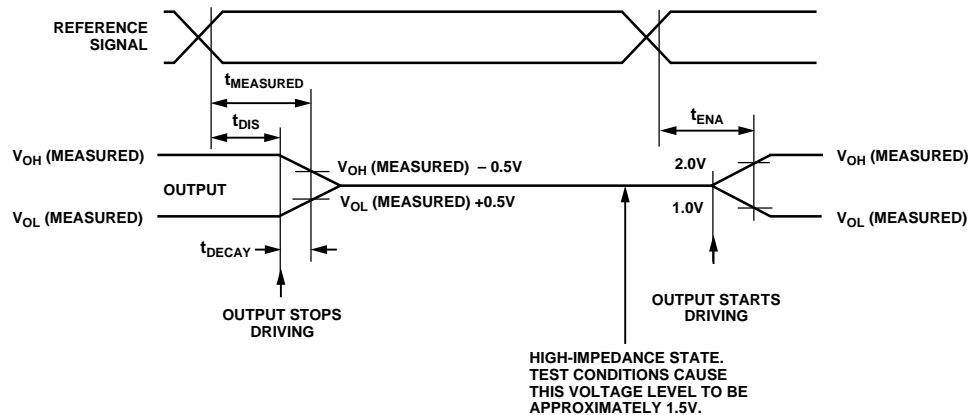 REFERENCE
SIGNAL
tMEASURED
tDIS
tENA
VOH (MEASURED)
VOH (MEASURED) – 0.5V
2.0V
VOH (MEASURED)
OUTPUT
VOL (MEASURED)
VOL (MEASURED) +0.5V
1.0V
VOL (MEASURED)
tDECAY
OUTPUT STOPS
DRIVING
OUTPUT STARTS
DRIVING
HIGH-IMPEDANCE STATE.
TEST CONDITIONS CAUSE
THIS VOLTAGE LEVEL TO BE
APPROXIMATELY 1.5V.